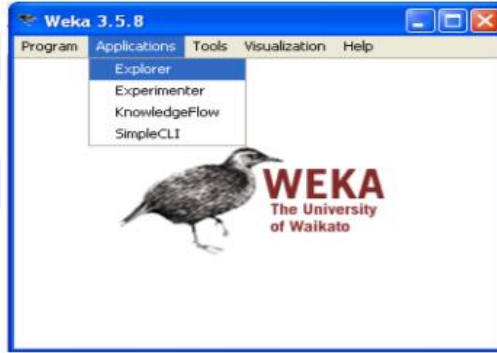 Weka 3.5.8
Program Applications Tools Visualization Help
Explorer
Experimenter
KnowledgeFlow
SimpleCLI
WEKA
The University
of Waikato